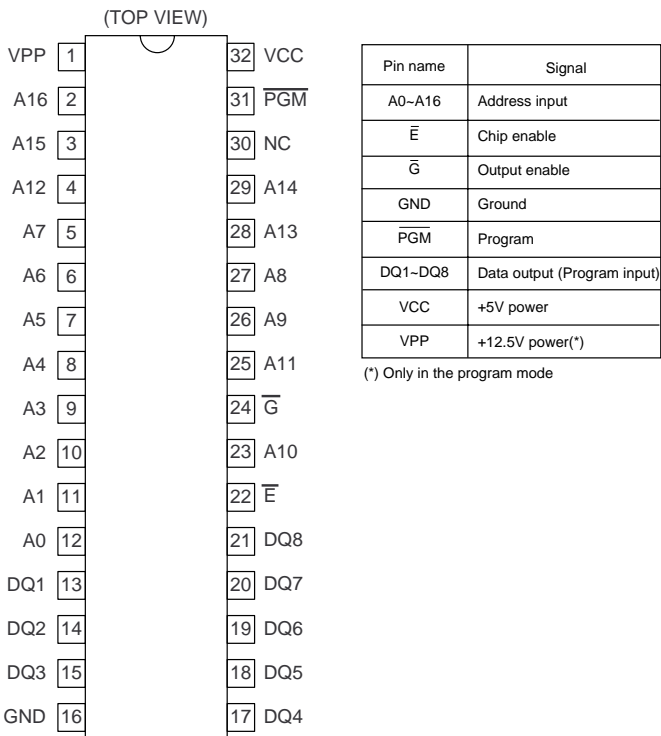 (TOP VIEW)
VPP 1 32 VCC
A16 2 31 P̅G̅M̅
A15 3 30 NC
A12 4 29 A14
A7 5 28 A13
A6 6 27 A8
A5 7 26 A9
A4 8 25 A11
A3 9 24 G̅
A2 10 23 A10
A1 11 22 E̅
A0 12 21 DQ8
DQ1 13 20 DQ7
DQ2 14 19 DQ6
DQ3 15 18 DQ5
GND 16 17 DQ4
Pin name Signal
A0~A16 Address input
E̅ Chip enable
G̅ Output enable
GND Ground
P̅G̅M̅ Program
DQ1~DQ8 Data output (Program input)
VCC +5V power
VPP +12.5V power(*)
(*) Only in the program mode